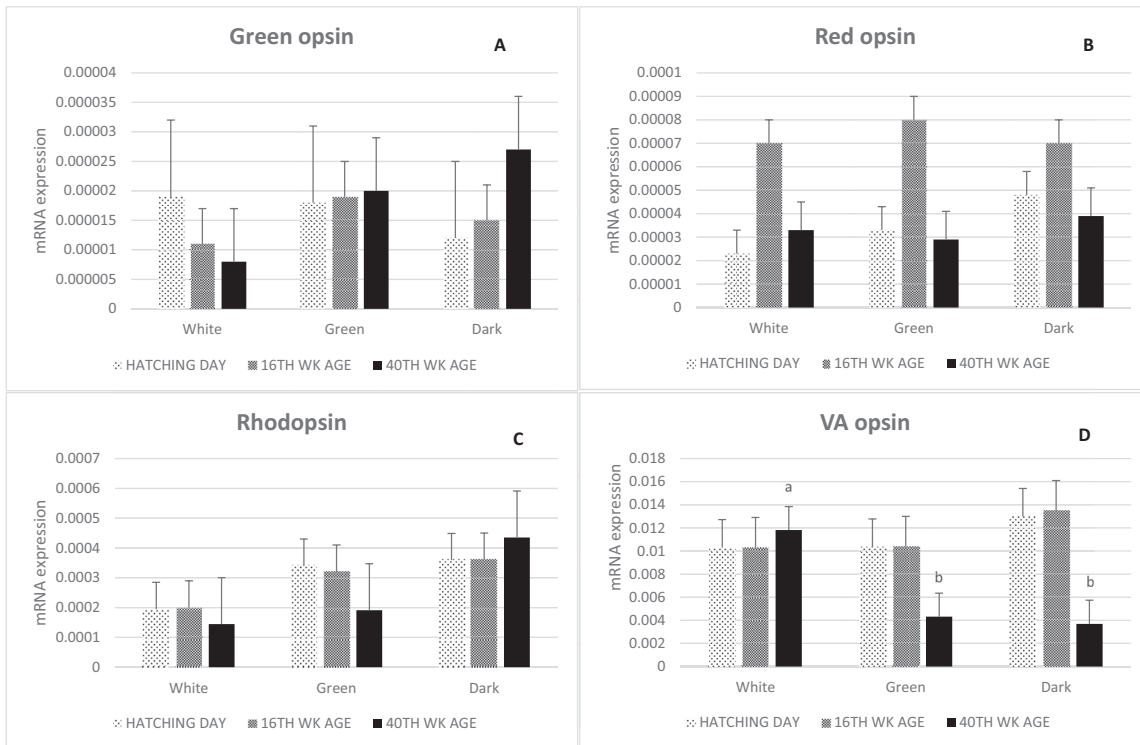 Green opsin
A
mRNA expression
0.00004
0.000035
0.00003
0.000025
0.00002
0.000015
0.00001
0.000005
0
White Green Dark
HATCHING DAY 16TH WK AGE 40TH WK AGE
Red opsin
B
mRNA expression
0.0001
0.00009
0.00008
0.00007
0.00006
0.00005
0.00004
0.00003
0.00002
0.00001
0
White Green Dark
HATCHING DAY 16TH WK AGE 40TH WK AGE
Rhodopsin
C
mRNA expression
0.0007
0.0006
0.0005
0.0004
0.0003
0.0002
0.0001
0
White Green Dark
HATCHING DAY 16TH WK AGE 40TH WK AGE
VA opsin
D
mRNA expression
0.018
0.016
0.014
0.012
0.01
0.008
0.006
0.004
0.002
0
a
b
b
White Green Dark
HATCHING DAY 16TH WK AGE 40TH WK AGE